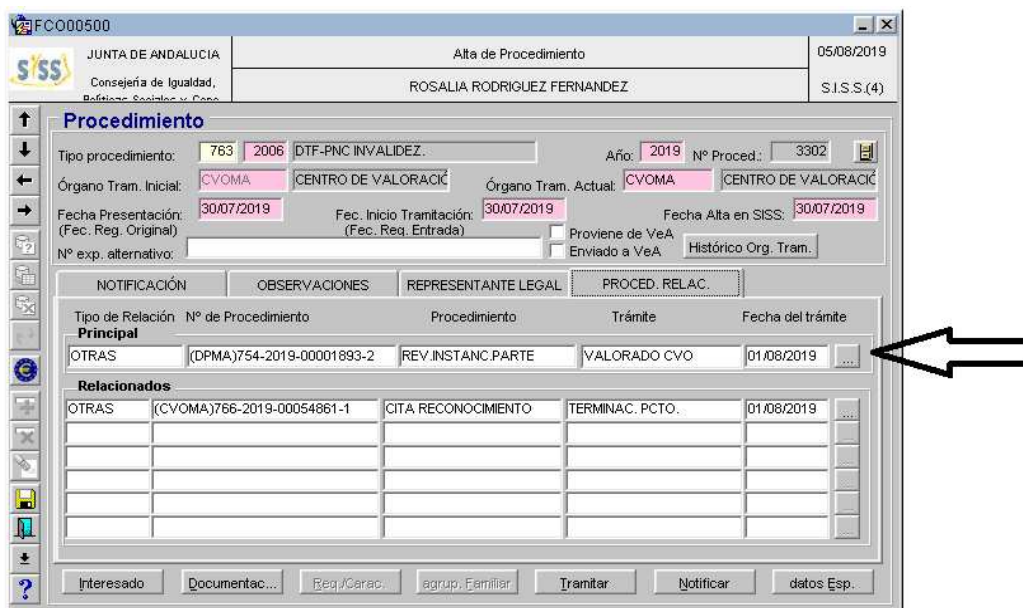 FCO00500
SISS
JUNTA DE ANDALUCIA
Consejería de Igualdad,
Políticas Sociales y Conc
Alta de Procedimiento
ROSALIA RODRIGUEZ FERNANDEZ
05/08/2019
S.I.S.S.(4)
Procedimiento
Tipo procedimiento: 763 2006 DTF-PNC INVALIDEZ. Año: 2019 Nº Proced.: 3302
Órgano Tram. Inicial: CVOMA CENTRO DE VALORACIÓ Órgano Tram. Actual: CVOMA CENTRO DE VALORACIÓ
Fecha Presentación: 30/07/2019 Fec. Inicio Tramitación: 30/07/2019 Fecha Alta en SISS: 30/07/2019
(Fec. Reg. Original) (Fec. Reg. Entrada) Proviene de VeA
Nº exp. alternativo: Enviado a VeA Histórico Org. Tram.
NOTIFICACIÓN OBSERVACIONES REPRESENTANTE LEGAL PROCED. RELAC.
Tipo de Relación Nº de Procedimiento Procedimiento Trámite Fecha del trámite
Principal
OTRAS (DPMA)754-2019-00001893-2 REV.INSTANC.PARTE VALORADO CVO 01/08/2019 ...
Relacionados
OTRAS (CVOMA)766-2019-00054861-1 CITA RECONOCIMIENTO TERMINAC. PCTO. 01/08/2019 ...
Interesado Documentac... Req./Carac. agrup. Familiar Tramitar Notificar datos Esp.